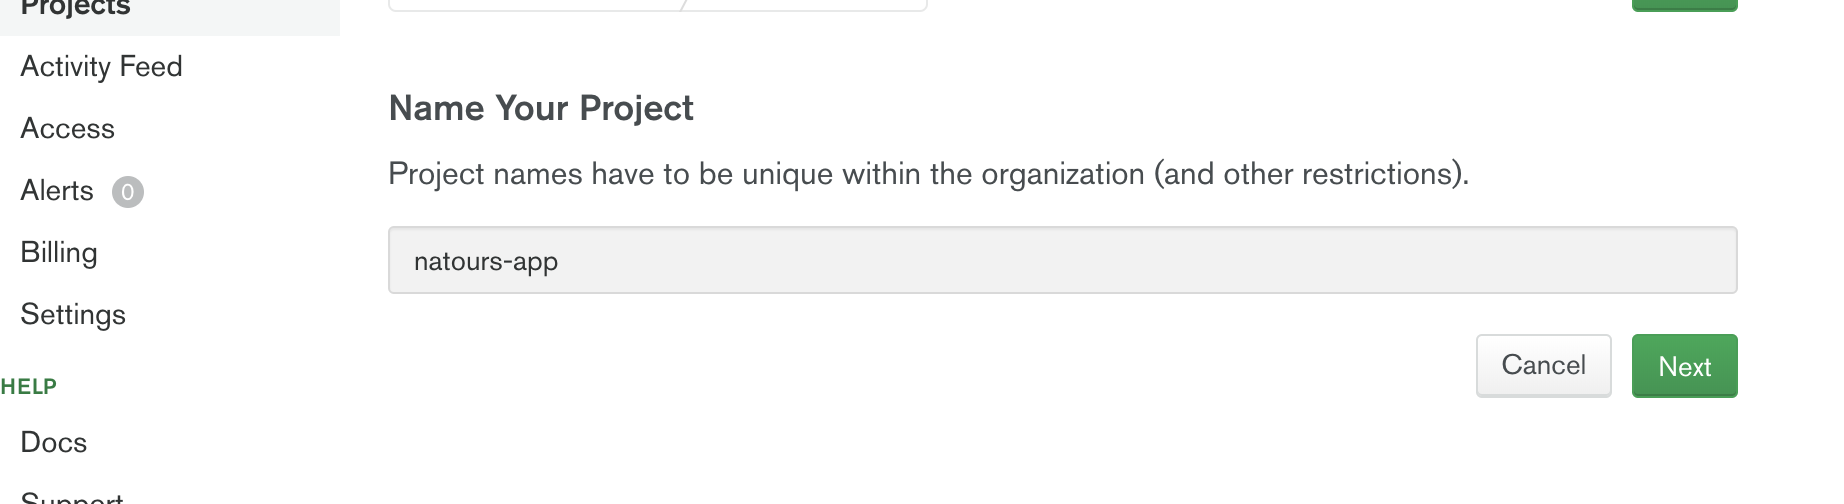 Projects
Activity Feed
Access
Alerts 0
Billing
Settings
HELP
Docs
Support
Name Your Project
Project names have to be unique within the organization (and other restrictions).
natours-app
Cancel
Next